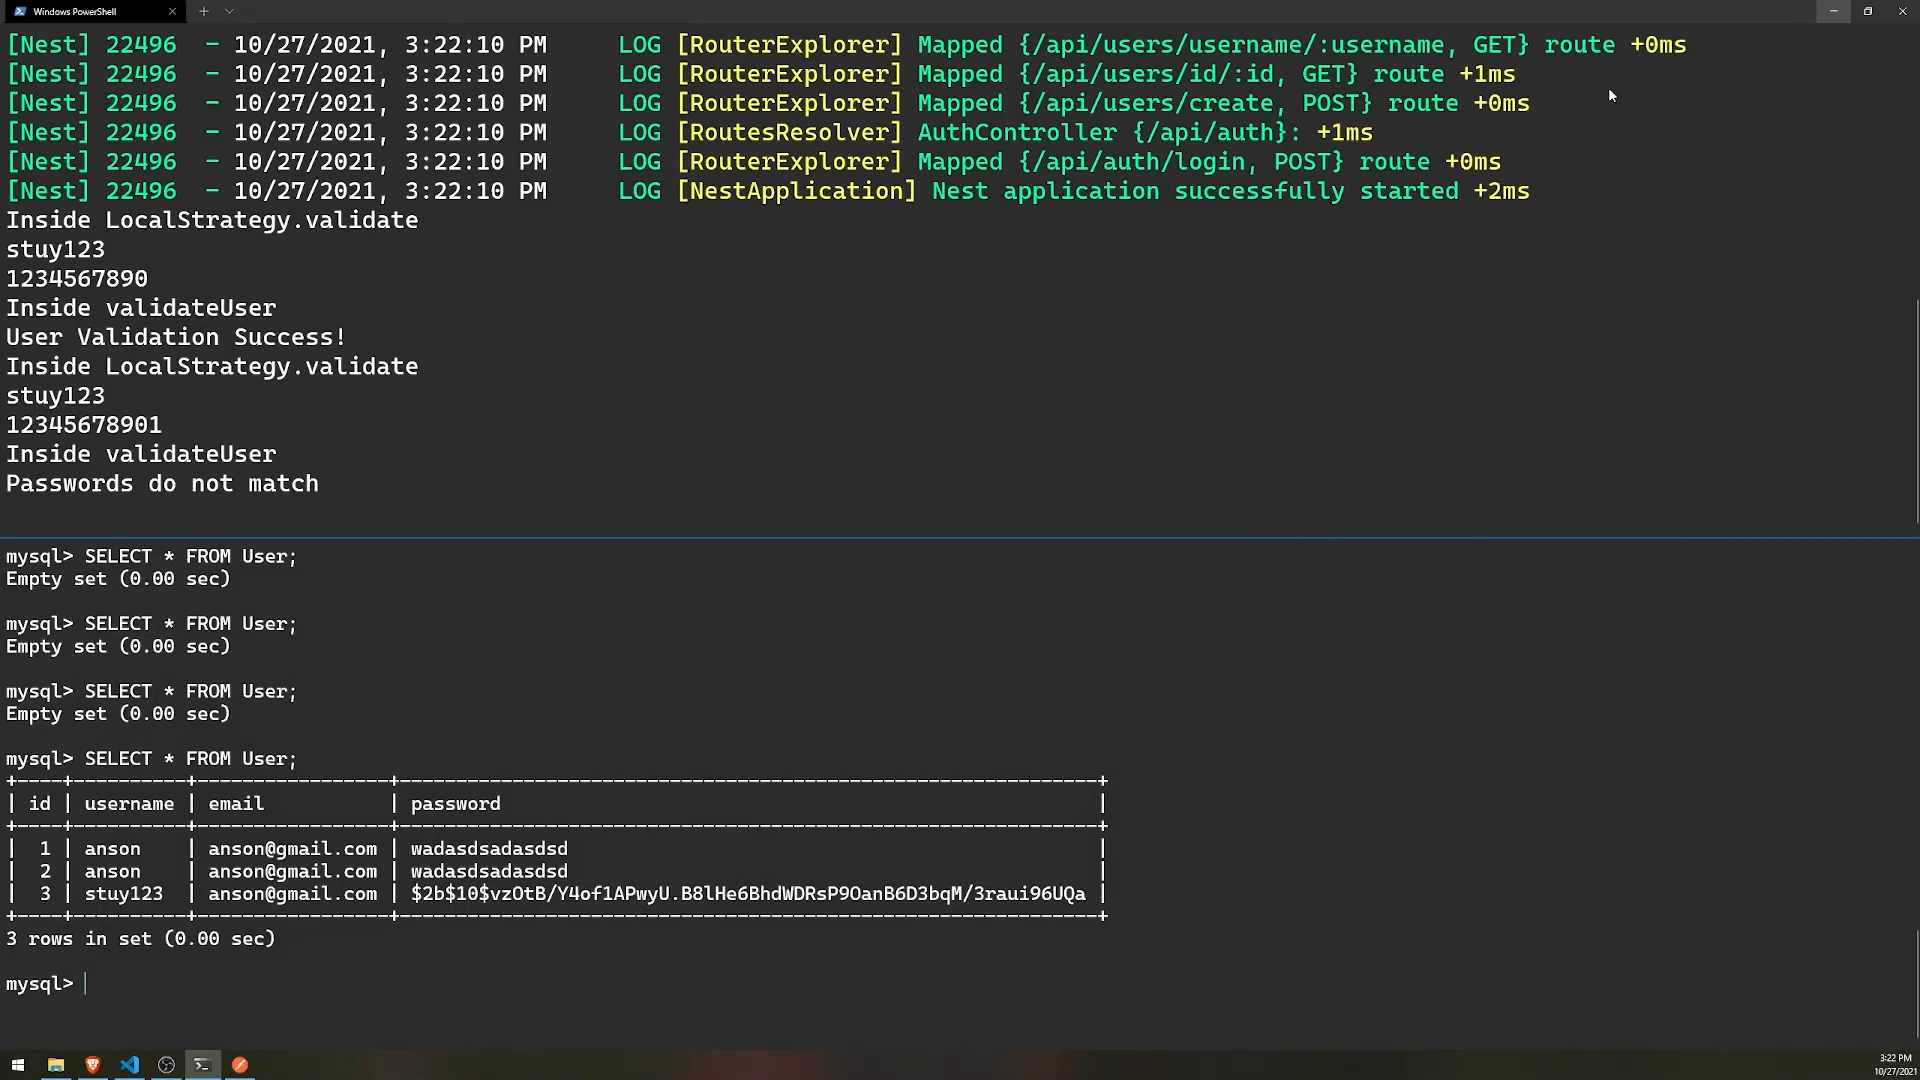 Windows PowerShell
[Nest] 22496  - 10/27/2021, 3:22:10 PM     LOG [RouterExplorer] Mapped {/api/users/username/:username, GET} route +0ms
[Nest] 22496  - 10/27/2021, 3:22:10 PM     LOG [RouterExplorer] Mapped {/api/users/id/:id, GET} route +1ms
[Nest] 22496  - 10/27/2021, 3:22:10 PM     LOG [RouterExplorer] Mapped {/api/users/create, POST} route +0ms
[Nest] 22496  - 10/27/2021, 3:22:10 PM     LOG [RoutesResolver] AuthController {/api/auth}: +1ms
[Nest] 22496  - 10/27/2021, 3:22:10 PM     LOG [RouterExplorer] Mapped {/api/auth/login, POST} route +0ms
[Nest] 22496  - 10/27/2021, 3:22:10 PM     LOG [NestApplication] Nest application successfully started +2ms
Inside LocalStrategy.validate
stuy123
1234567890
Inside validateUser
User Validation Success!
Inside LocalStrategy.validate
stuy123
12345678901
Inside validateUser
Passwords do not match
mysql> SELECT * FROM User;
Empty set (0.00 sec)
mysql> SELECT * FROM User;
Empty set (0.00 sec)
mysql> SELECT * FROM User;
Empty set (0.00 sec)
mysql> SELECT * FROM User;
+----+----------+-----------------+--------------------------------------------------------------+
| id | username | email           | password                                                     |
+----+----------+-----------------+--------------------------------------------------------------+
|  1 | anson    | anson@gmail.com | wadasdsadasdsd                                               |
|  2 | anson    | anson@gmail.com | wadasdsadasdsd                                               |
|  3 | stuy123  | anson@gmail.com | $2b$10$vzOtB/Y4of1APwyU.B8lHe6BhdWDRsP9OanB6D3bqM/3raui96UQa |
+----+----------+-----------------+--------------------------------------------------------------+
3 rows in set (0.00 sec)
mysql>
3:22 PM
10/27/2021